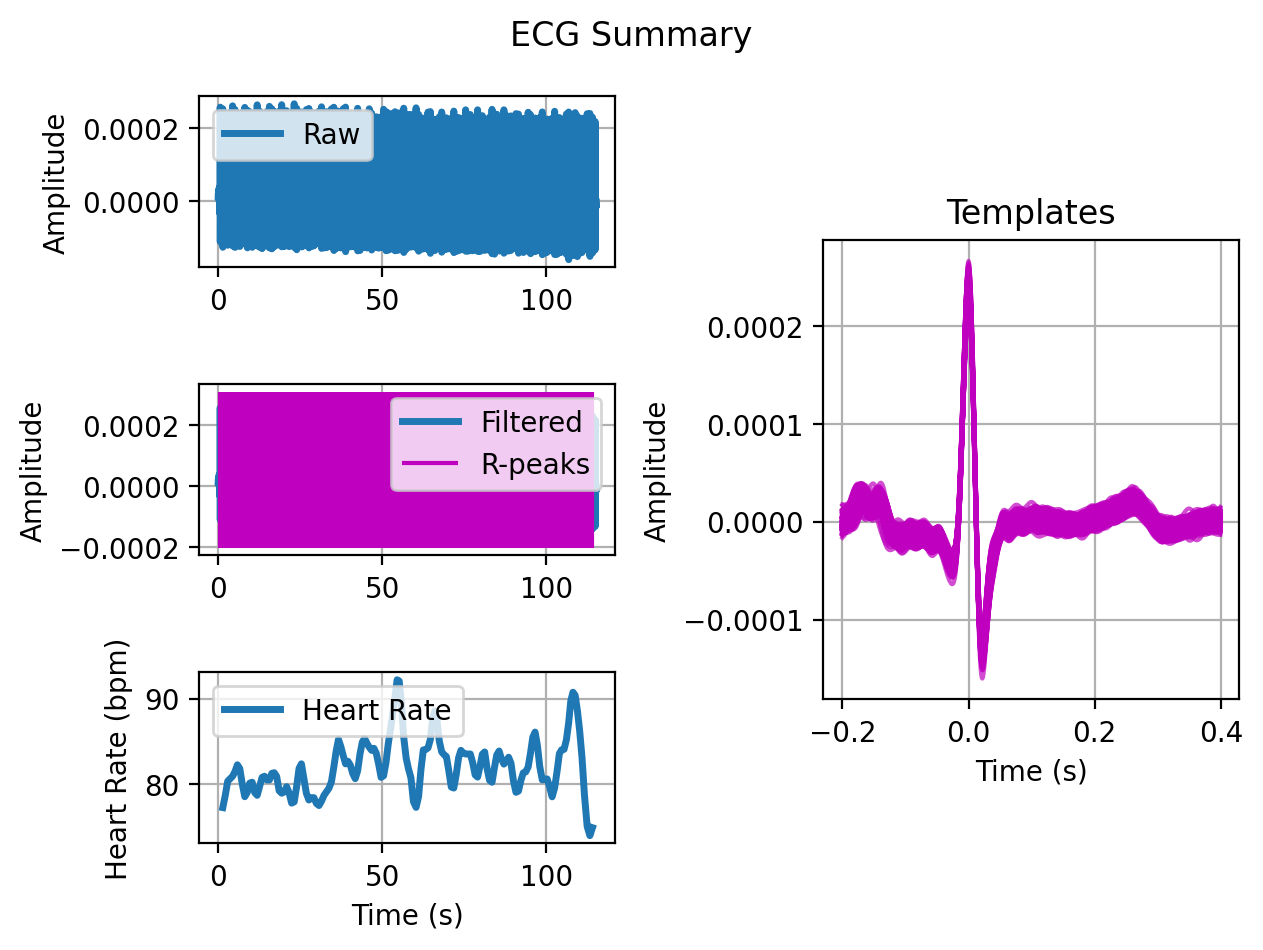 ECG Summary
Amplitude
0.0002
0.0000
Raw
0
50
100
Amplitude
0.0002
0.0000
−0.0002
Filtered
R-peaks
0
50
100
Heart Rate (bpm)
90
80
Heart Rate
0
50
100
Time (s)
Templates
Amplitude
0.0002
0.0001
0.0000
−0.0001
−0.2
0.0
0.2
0.4
Time (s)